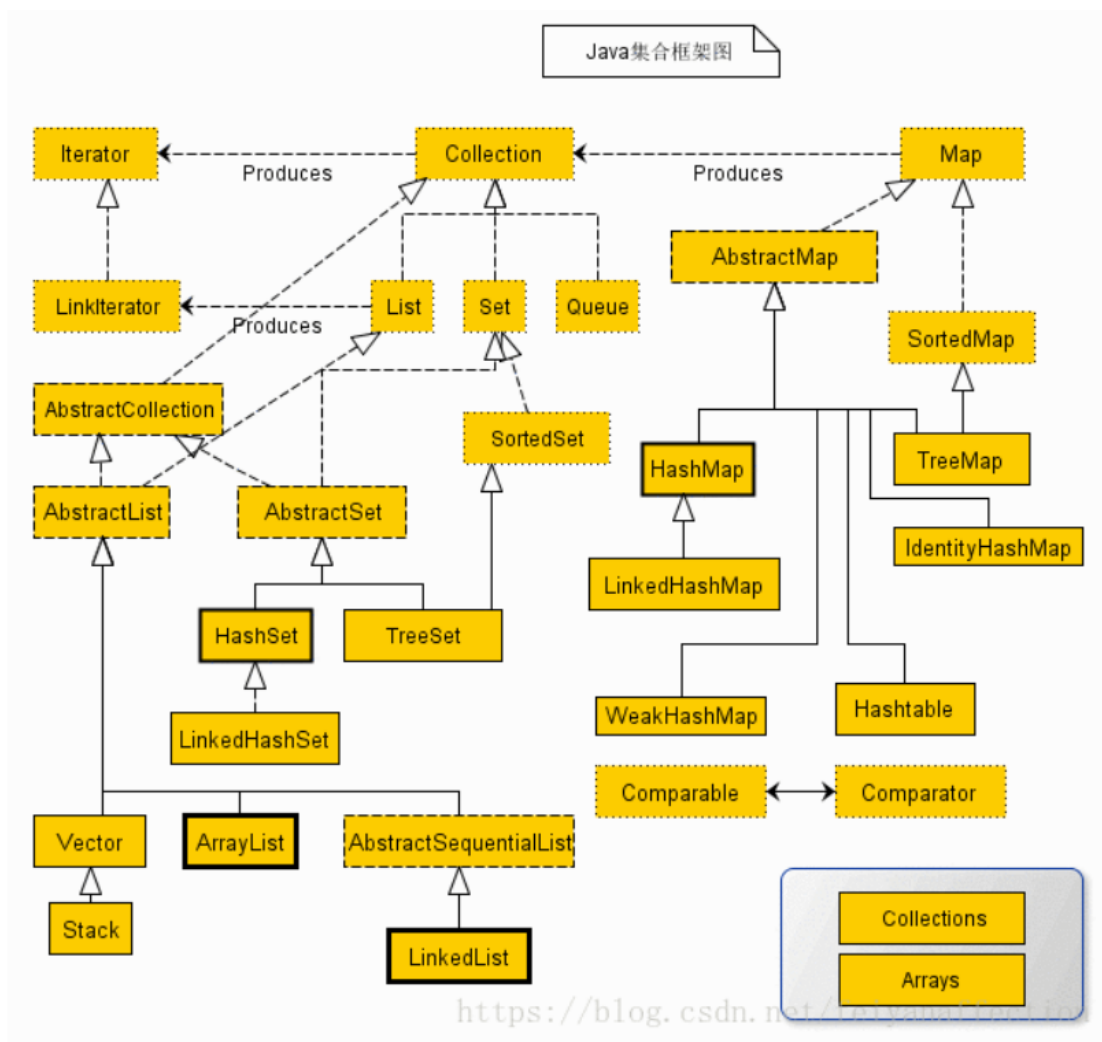 Java集合框架图
Iterator
Produces
Collection
Produces
Map
AbstractMap
LinkIterator
Produces
List
Set
Queue
SortedMap
AbstractCollection
SortedSet
HashMap
TreeMap
AbstractList
AbstractSet
IdentityHashMap
LinkedHashMap
HashSet
TreeSet
WeakHashMap
Hashtable
LinkedHashSet
Comparable
Comparator
Vector
ArrayList
AbstractSequentialList
Stack
LinkedList
Collections
Arrays
https://blog.csdn.net/feiyanaffection